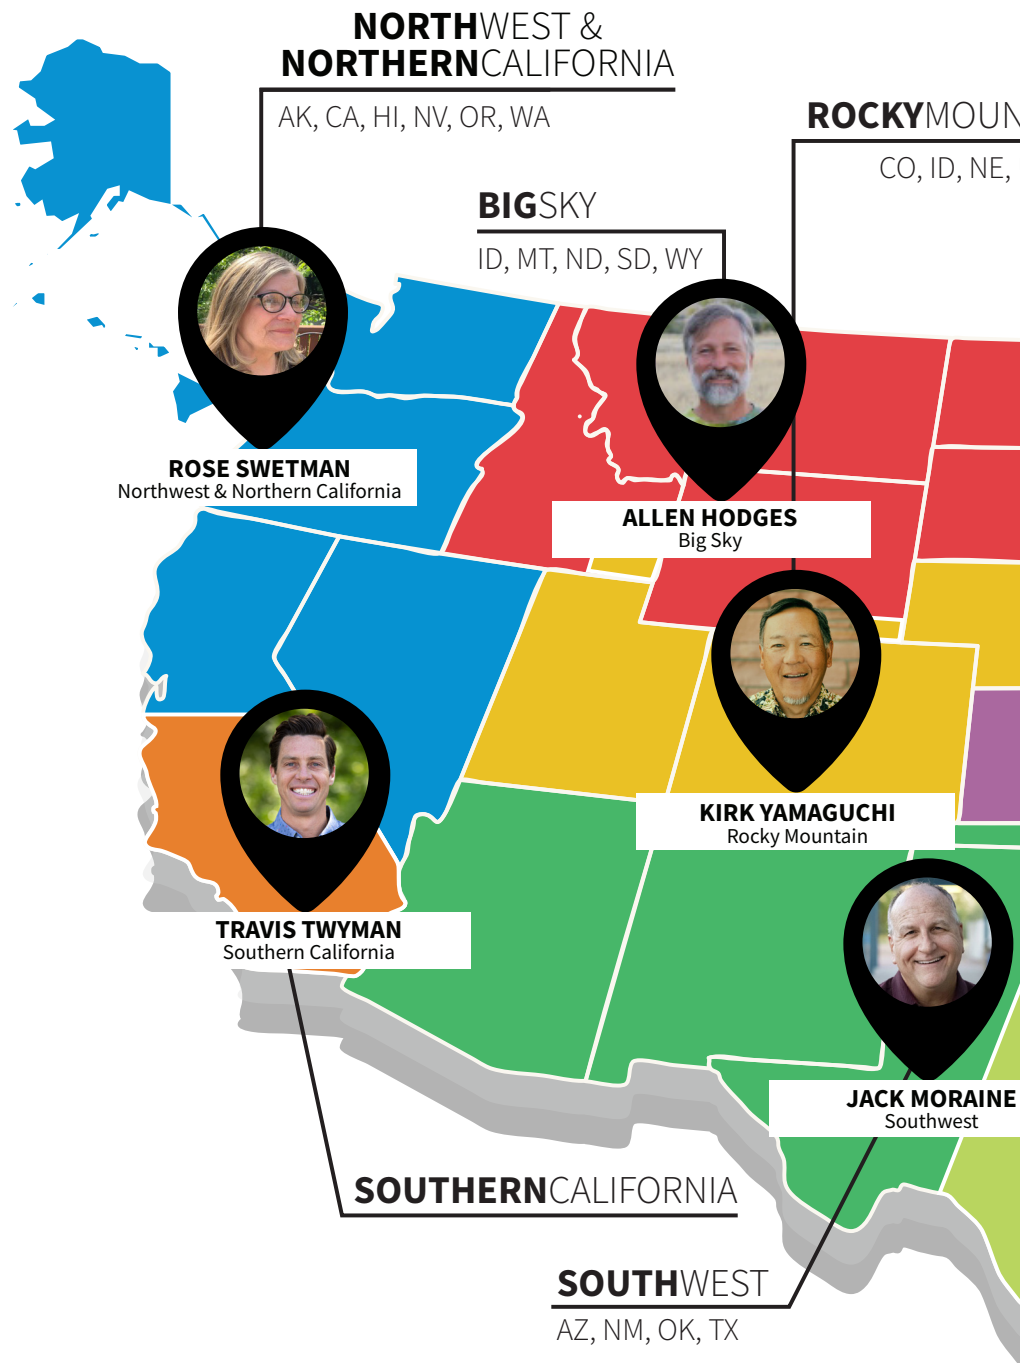 NORTHWEST &
NORTHERNCALIFORNIA
AK, CA, HI, NV, OR, WA
ROCKYMOUN
CO, ID, NE,
BIGSKY
ID, MT, ND, SD, WY
ROSE SWETMAN
Northwest & Northern California
ALLEN HODGES
Big Sky
KIRK YAMAGUCHI
Rocky Mountain
TRAVIS TWYMAN
Southern California
JACK MORAINE
Southwest
SOUTHERNCALIFORNIA
SOUTHWEST
AZ, NM, OK, TX